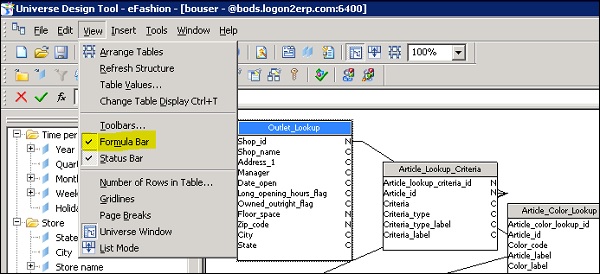 Universe Design Tool - eFashion - [bouser - @bods.logon2erp.com:6400]
File Edit View Insert Tools Window Help
Arrange Tables
Refresh Structure
Table Values...
Change Table Display Ctrl+T
Toolbars...
Formula Bar
Status Bar
Number of Rows in Table...
Gridlines
Page Breaks
Universe Window
List Mode
100%
fx
Time per
Year
Quart
Month
Week
Holida
Store
State
City
Store name
Outlet_Lookup
Shop_id N
Shop_name C
Address_1 C
Manager C
Date_open C
Long_opening_hours_flag C
Owned_outright_flag C
Floor_space N
Zip_code N
City C
State C
Article_Lookup_Criteria
Article_lookup_criteria_id N
Article_id N
Criteria C
Criteria_type C
Criteria_type_label C
Criteria_label C
Article_Color_Lookup
Article_color_lookup_id
Article_id
Color_code
Article_label
Color_label